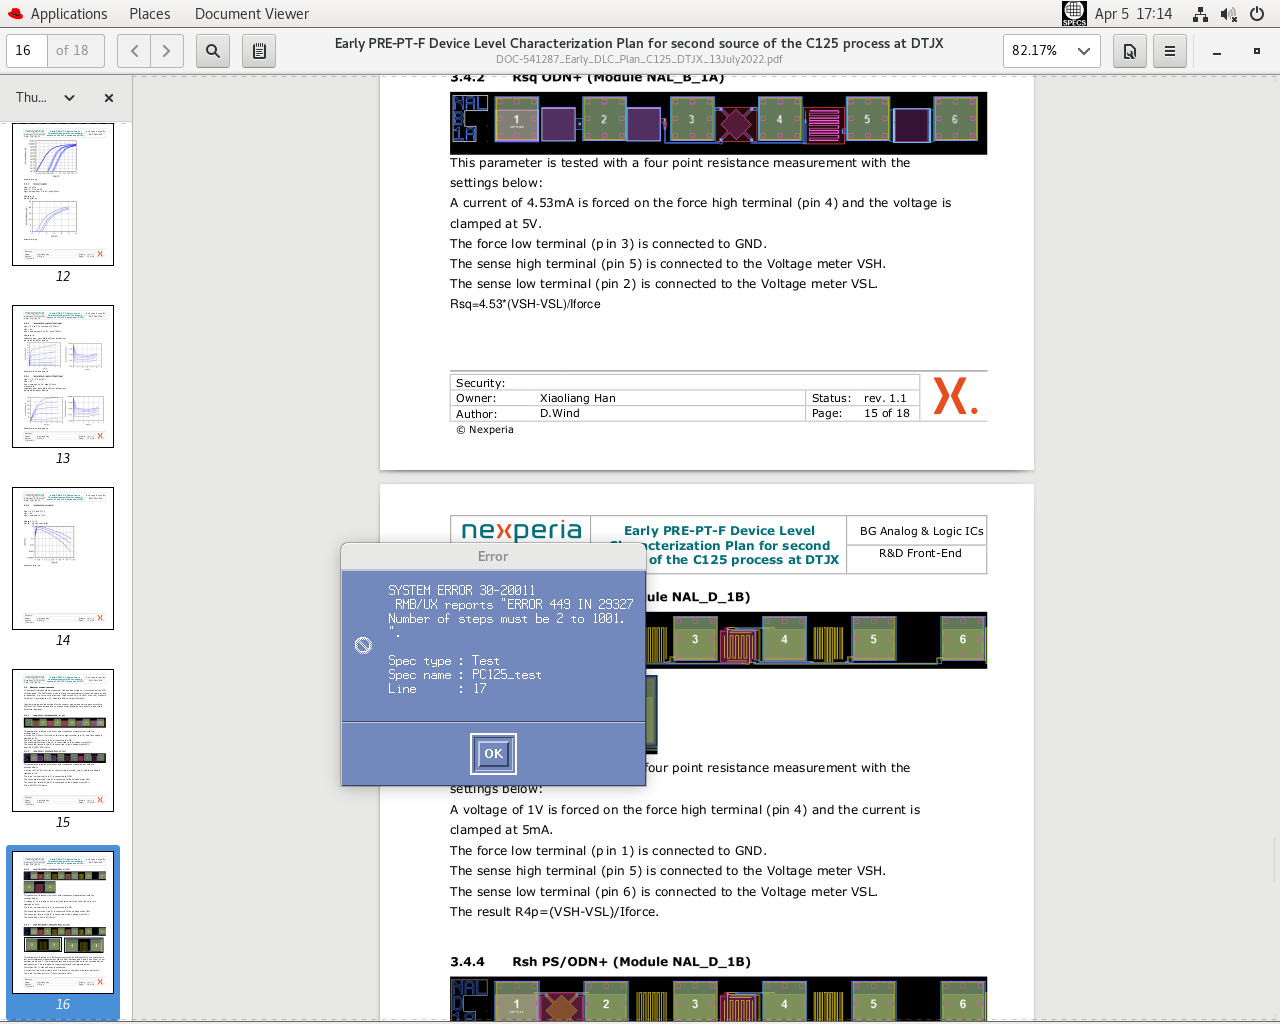 Applications Places Document Viewer
SPECS
Apr 5 17:14
16 of 18
Early PRE-PT-F Device Level Characterization Plan for second source of the C125 process at DTJX
DOC-541287_Early_DLC_Plan_C125_DTJX_13July2022.pdf
82.17%
Thu...
12
13
14
15
16
3.4.2 Rsq ODN+ (Module NAL_B_1A)
NAL
B
1A
1 2 3 4 5 6
This parameter is tested with a four point resistance measurement with the
settings below:
A current of 4.53mA is forced on the force high terminal (pin 4) and the voltage is
clamped at 5V.
The force low terminal (pin 3) is connected to GND.
The sense high terminal (pin 5) is connected to the Voltage meter VSH.
The sense low terminal (pin 2) is connected to the Voltage meter VSL.
Rsq=4.53*(VSH-VSL)/Iforce
Security:
Owner: Xiaoliang Han Status: rev. 1.1
Author: D.Wind Page: 15 of 18
© Nexperia
X.
nexperia
Early PRE-PT-F Device Level
cterization Plan for second
of the C125 process at DTJX
BG Analog & Logic ICs
R&D Front-End
ule NAL_D_1B)
3 4 5 6
four point resistance measurement with the
settings below:
A voltage of 1V is forced on the force high terminal (pin 4) and the current is
clamped at 5mA.
The force low terminal (pin 1) is connected to GND.
The sense high terminal (pin 5) is connected to the Voltage meter VSH.
The sense low terminal (pin 6) is connected to the Voltage meter VSL.
The result R4p=(VSH-VSL)/Iforce.
3.4.4 Rsh PS/ODN+ (Module NAL_D_1B)
NAL
D
1 2 3 4 5 6
Error
SYSTEM ERROR 30-20011
RMB/UX reports "ERROR 449 IN 29327
Number of steps must be 2 to 1001.
".
Spec type : Test
Spec name : PC125_test
Line : 17
OK